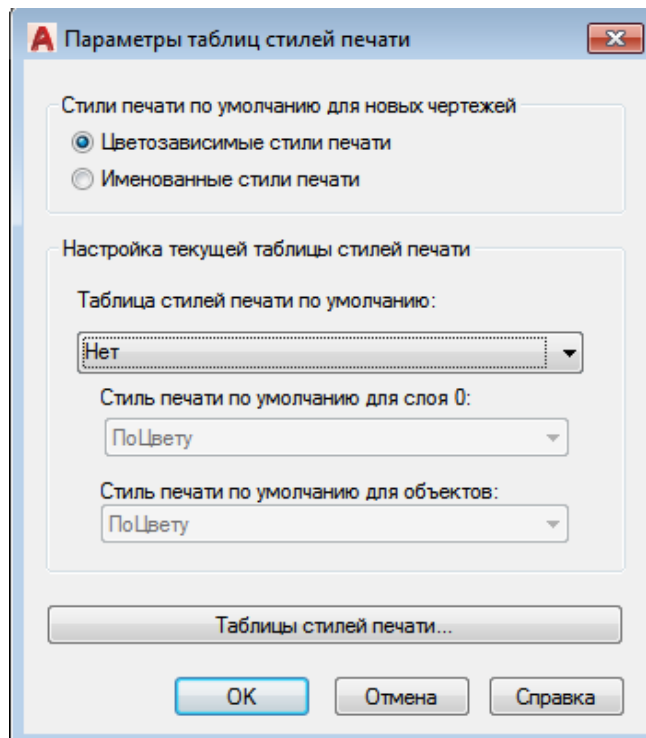 Параметры таблиц стилей печати
Стили печати по умолчанию для новых чертежей
Цветозависимые стили печати
Именованные стили печати
Настройка текущей таблицы стилей печати
Таблица стилей печати по умолчанию:
Нет
Стиль печати по умолчанию для слоя 0:
ПоЦвету
Стиль печати по умолчанию для объектов:
ПоЦвету
Таблицы стилей печати...
OK
Отмена
Справка